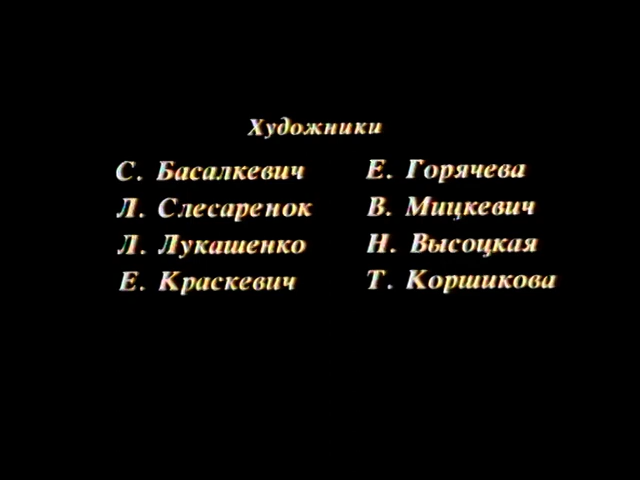 Художники
С. Басалкевич Е. Горячева
Л. Слесаренок В. Мицкевич
Л. Лукашенко Н. Высоцкая
Е. Краскевич Т. Коршикова